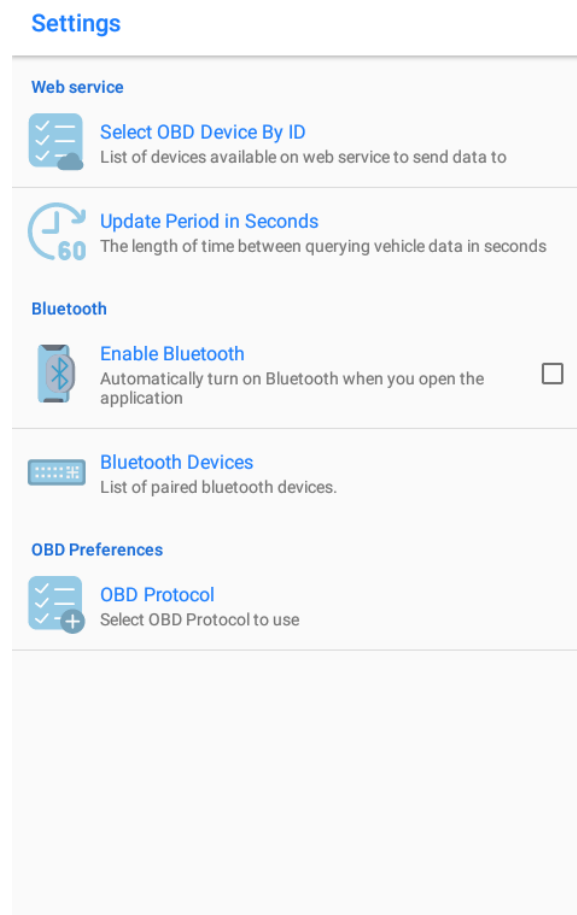 Settings
Web service
Select OBD Device By ID
List of devices available on web service to send data to
Update Period in Seconds
The length of time between querying vehicle data in seconds
60
Bluetooth
Enable Bluetooth
Automatically turn on Bluetooth when you open the
application
Bluetooth Devices
List of paired bluetooth devices.
OBD Preferences
OBD Protocol
Select OBD Protocol to use